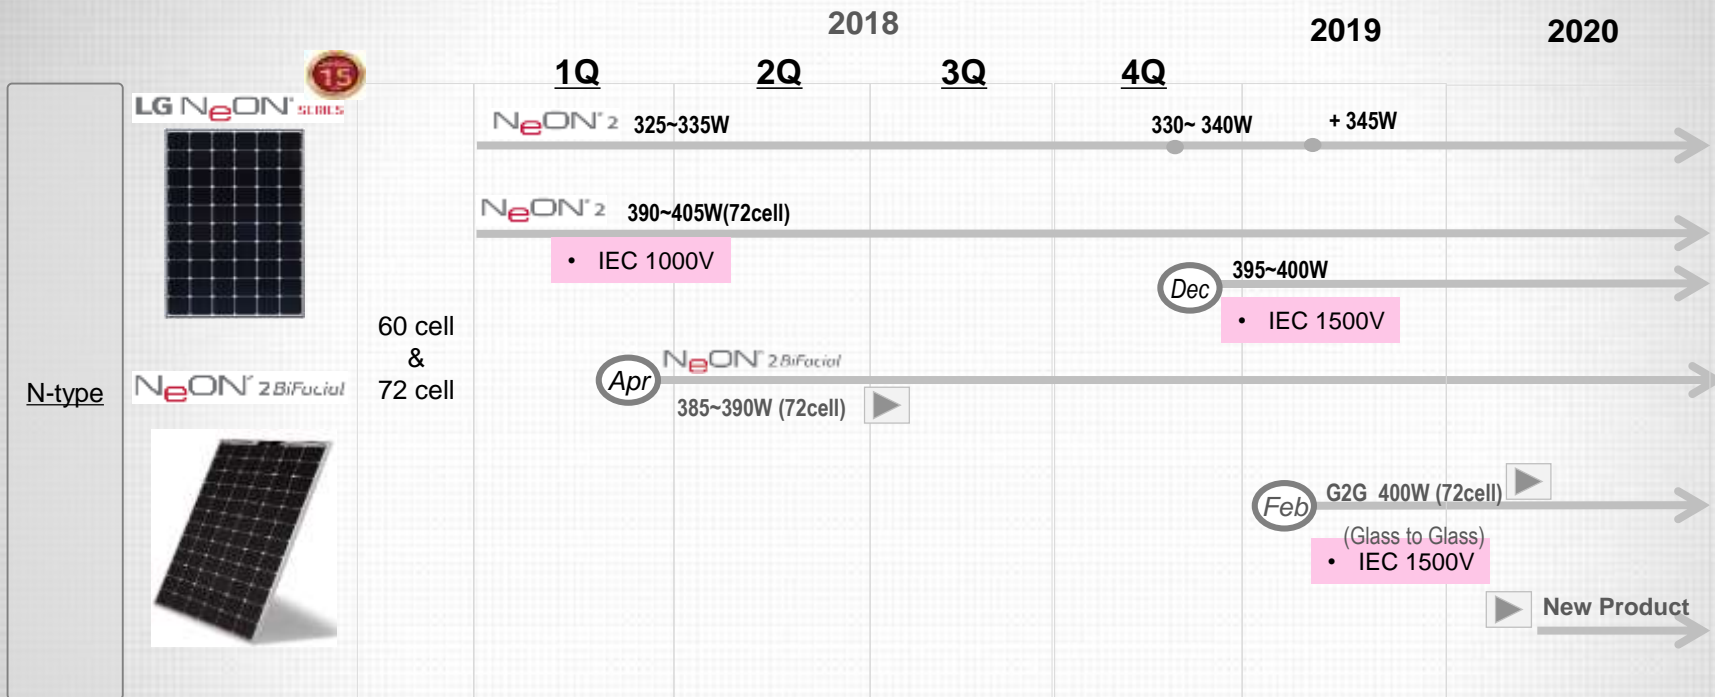 2018
2019
2020
1Q
2Q
3Q
4Q
15
LG NeON® SERIES
NeON® 2 325~335W
330~ 340W
+ 345W
NeON® 2 390~405W(72cell)
• IEC 1000V
Dec
395~400W
• IEC 1500V
60 cell
&
72 cell
N-type
NeON® 2 BiFacial
Apr
NeON® 2 BiFacial
385~390W (72cell)
Feb
G2G 400W (72cell)
(Glass to Glass)
• IEC 1500V
New Product